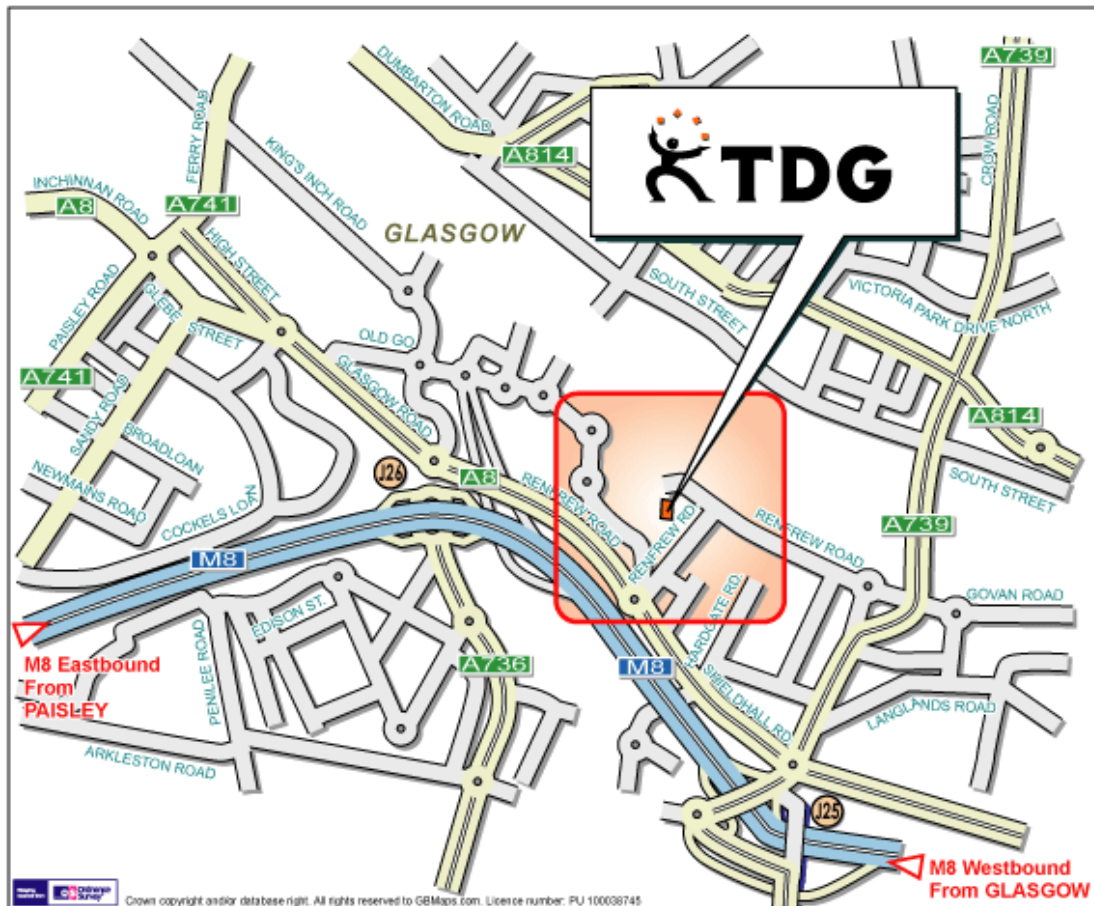 A739
DUMBARTON ROAD
FERRY ROAD
KING'S INCH ROAD
A814
TDG
CROW ROAD
INCHINNAN ROAD
A8
A741
GLASGOW
HIGH STREET
SOUTH STREET
VICTORIA PARK DRIVE NORTH
PAISLEY ROAD
GLEBE STREET
OLD GO
A741
GLASGOW ROAD
A814
SANDY ROAD
BROADLOAN
NEWMAINS ROAD
COCKELS LOAN
J26
A8
RENFREW ROAD
SOUTH STREET
RENFREW RD.
RENFREW ROAD
A739
M8
EDISON ST.
HARDGATE RD.
GOVAN ROAD
M8 Eastbound
From
PAISLEY
PENILEE ROAD
A736
M8
SHIELDHALL RD.
LANGLANDS ROAD
ARKLESTON ROAD
J25
M8 Westbound
From GLASGOW
Ordnance
Survey
Crown copyright and/or database right. All rights reserved to GBMaps.com. Licence number: PU 100038745